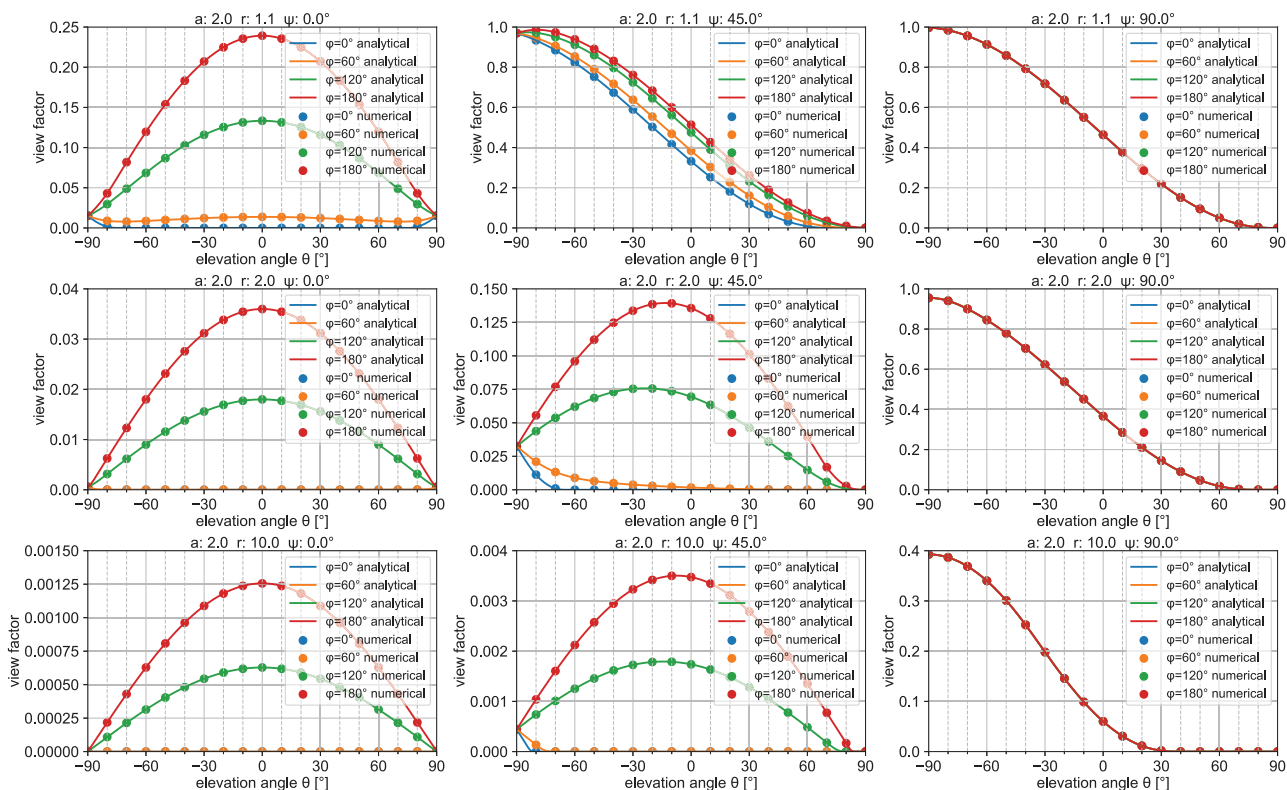 a: 2.0 r: 1.1 ψ: 0.0°
0.25
0.20
0.15
0.10
0.05
0.00
view factor
−90 −60 −30 0 30 60 90
elevation angle θ [°]
φ=0° analytical
φ=60° analytical
φ=120° analytical
φ=180° analytical
φ=0° numerical
φ=60° numerical
φ=120° numerical
φ=180° numerical
a: 2.0 r: 1.1 ψ: 45.0°
1.0
0.8
0.6
0.4
0.2
0.0
view factor
−90 −60 −30 0 30 60 90
elevation angle θ [°]
φ=0° analytical
φ=60° analytical
φ=120° analytical
φ=180° analytical
φ=0° numerical
φ=60° numerical
φ=120° numerical
φ=180° numerical
a: 2.0 r: 1.1 ψ: 90.0°
1.0
0.8
0.6
0.4
0.2
0.0
view factor
−90 −60 −30 0 30 60 90
elevation angle θ [°]
φ=0° analytical
φ=60° analytical
φ=120° analytical
φ=180° analytical
φ=0° numerical
φ=60° numerical
φ=120° numerical
φ=180° numerical
a: 2.0 r: 2.0 ψ: 0.0°
0.04
0.03
0.02
0.01
0.00
view factor
−90 −60 −30 0 30 60 90
elevation angle θ [°]
φ=0° analytical
φ=60° analytical
φ=120° analytical
φ=180° analytical
φ=0° numerical
φ=60° numerical
φ=120° numerical
φ=180° numerical
a: 2.0 r: 2.0 ψ: 45.0°
0.150
0.125
0.100
0.075
0.050
0.025
0.000
view factor
−90 −60 −30 0 30 60 90
elevation angle θ [°]
φ=0° analytical
φ=60° analytical
φ=120° analytical
φ=180° analytical
φ=0° numerical
φ=60° numerical
φ=120° numerical
φ=180° numerical
a: 2.0 r: 2.0 ψ: 90.0°
1.0
0.8
0.6
0.4
0.2
0.0
view factor
−90 −60 −30 0 30 60 90
elevation angle θ [°]
φ=0° analytical
φ=60° analytical
φ=120° analytical
φ=180° analytical
φ=0° numerical
φ=60° numerical
φ=120° numerical
φ=180° numerical
a: 2.0 r: 10.0 ψ: 0.0°
0.00150
0.00125
0.00100
0.00075
0.00050
0.00025
0.00000
view factor
−90 −60 −30 0 30 60 90
elevation angle θ [°]
φ=0° analytical
φ=60° analytical
φ=120° analytical
φ=180° analytical
φ=0° numerical
φ=60° numerical
φ=120° numerical
φ=180° numerical
a: 2.0 r: 10.0 ψ: 45.0°
0.004
0.003
0.002
0.001
0.000
view factor
−90 −60 −30 0 30 60 90
elevation angle θ [°]
φ=0° analytical
φ=60° analytical
φ=120° analytical
φ=180° analytical
φ=0° numerical
φ=60° numerical
φ=120° numerical
φ=180° numerical
a: 2.0 r: 10.0 ψ: 90.0°
0.4
0.3
0.2
0.1
0.0
view factor
−90 −60 −30 0 30 60 90
elevation angle θ [°]
φ=0° analytical
φ=60° analytical
φ=120° analytical
φ=180° analytical
φ=0° numerical
φ=60° numerical
φ=120° numerical
φ=180° numerical